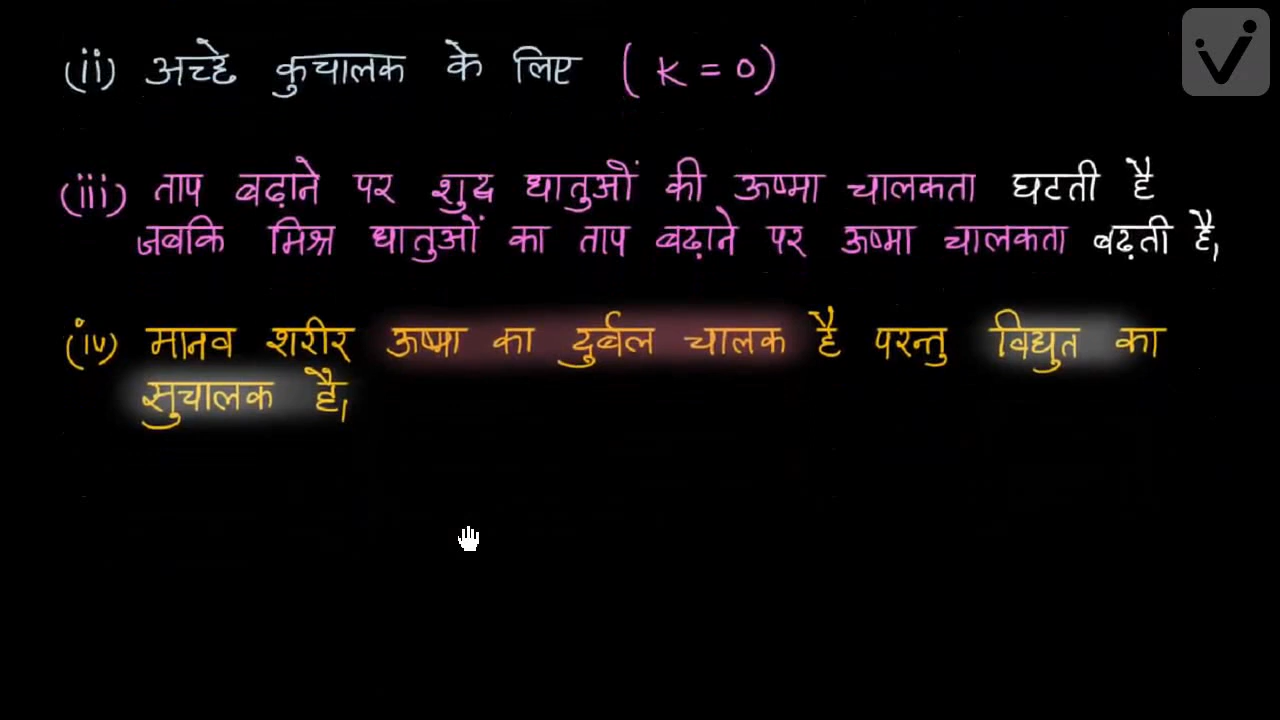 (ii) अच्छे कुचालक के लिए ( K = 0 )
(iii) ताप बढ़ाने पर शुद्ध धातुओं की ऊष्मा चालकता घटती है
जबकि मिश्र धातुओं का ताप बढ़ाने पर ऊष्मा चालकता बढ़ती है।
(iv) मानव शरीर ऊष्मा का दुर्बल चालक है परन्तु विद्युत का
सुचालक है।